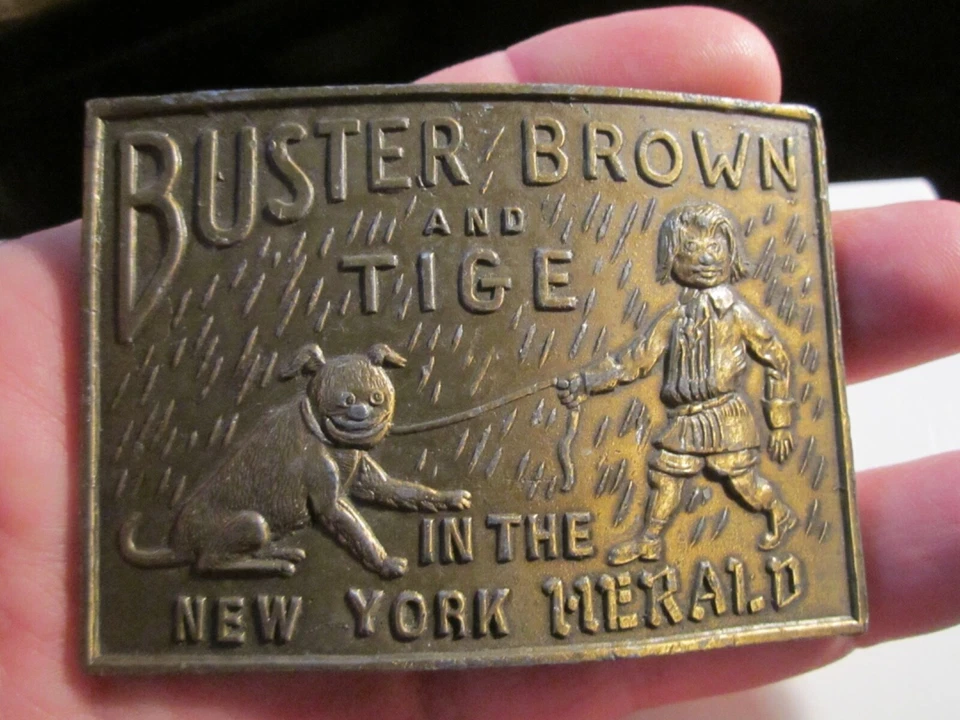 BUSTER BROWN
AND
TIGE
IN THE
NEW YORK HERALD